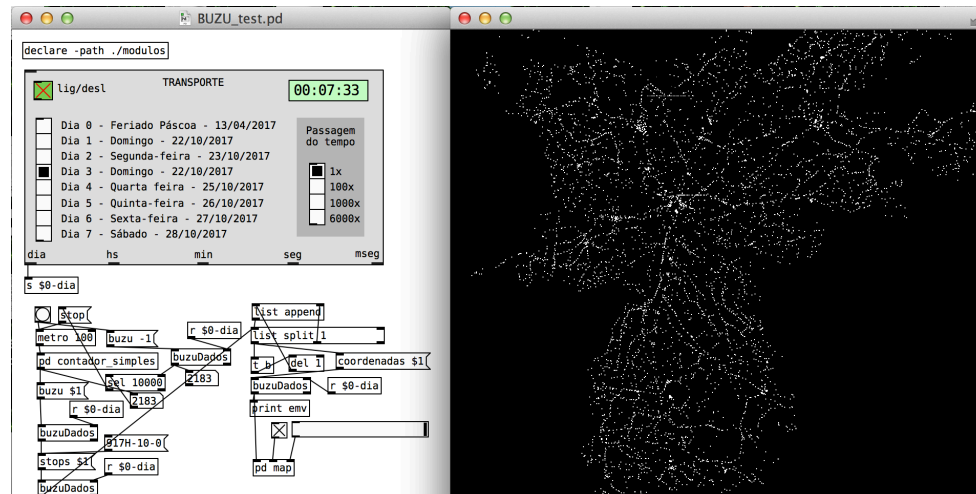 BUZU_test.pd
declare -path ./modulos
lig/desl
TRANSPORTE
00:07:33
Dia 0 - Feriado Páscoa - 13/04/2017
Dia 1 - Domingo - 22/10/2017
Dia 2 - Segunda-feira - 23/10/2017
Dia 3 - Domingo - 22/10/2017
Dia 4 - Quarta feira - 25/10/2017
Dia 5 - Quinta-feira - 26/10/2017
Dia 6 - Sexta-feira - 27/10/2017
Dia 7 - Sábado - 28/10/2017
Passagem
do tempo
1x
100x
1000x
6000x
dia hs min seg mseg
s $0-dia
stop
metro 100
buzu -1
r $0-dia
pd contador_simples
buzuDados
sel 10000
2183
buzu $1
2183
r $0-dia
buzuDados
917H-10-0
stops $1
r $0-dia
buzuDados
list append
list split 1
t b
del 1
coordenadas $1
buzuDados
r $0-dia
print emv
pd map